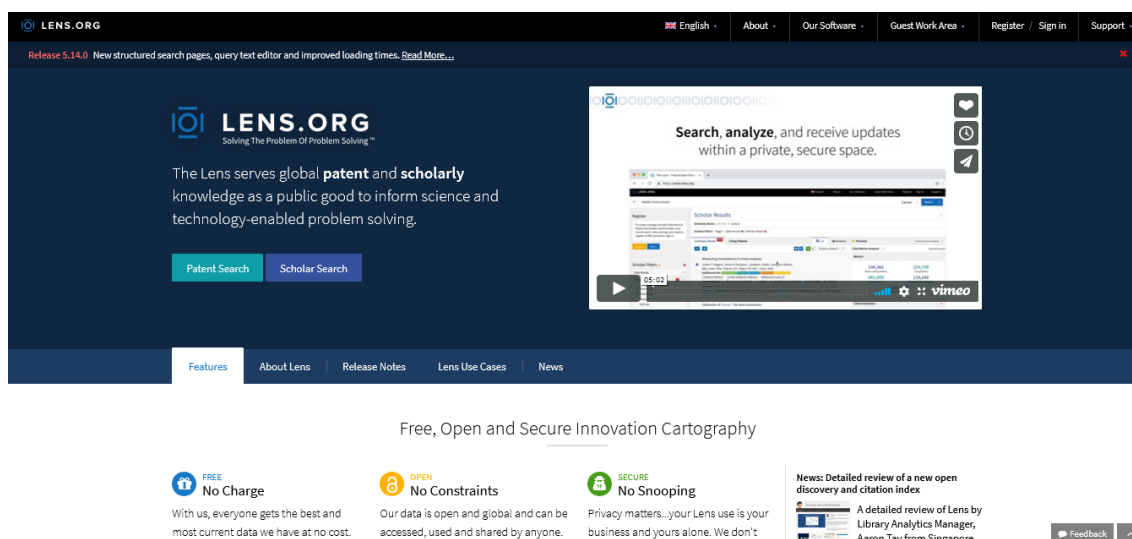 LENS.ORG
English
About
Our Software
Guest Work Area
Register / Sign in
Support
Release 5.14.0 New structured search pages, query text editor and improved loading times. Read More...
LENS.ORG
Solving The Problem Of Problem Solving™
The Lens serves global patent and scholarly
knowledge as a public good to inform science and
technology-enabled problem solving.
Patent Search
Scholar Search
Search, analyze, and receive updates
within a private, secure space.
Scholar Results
05:02
vimeo
Features
About Lens
Release Notes
Lens Use Cases
News
Free, Open and Secure Innovation Cartography
FREE
No Charge
With us, everyone gets the best and
most current data we have at no cost.
OPEN
No Constraints
Our data is open and global and can be
accessed, used and shared by anyone.
SECURE
No Snooping
Privacy matters...your Lens use is your
business and yours alone. We don't
News: Detailed review of a new open
discovery and citation index
A detailed review of Lens by
Library Analytics Manager,
Aaron Tay from Singapore
Feedback